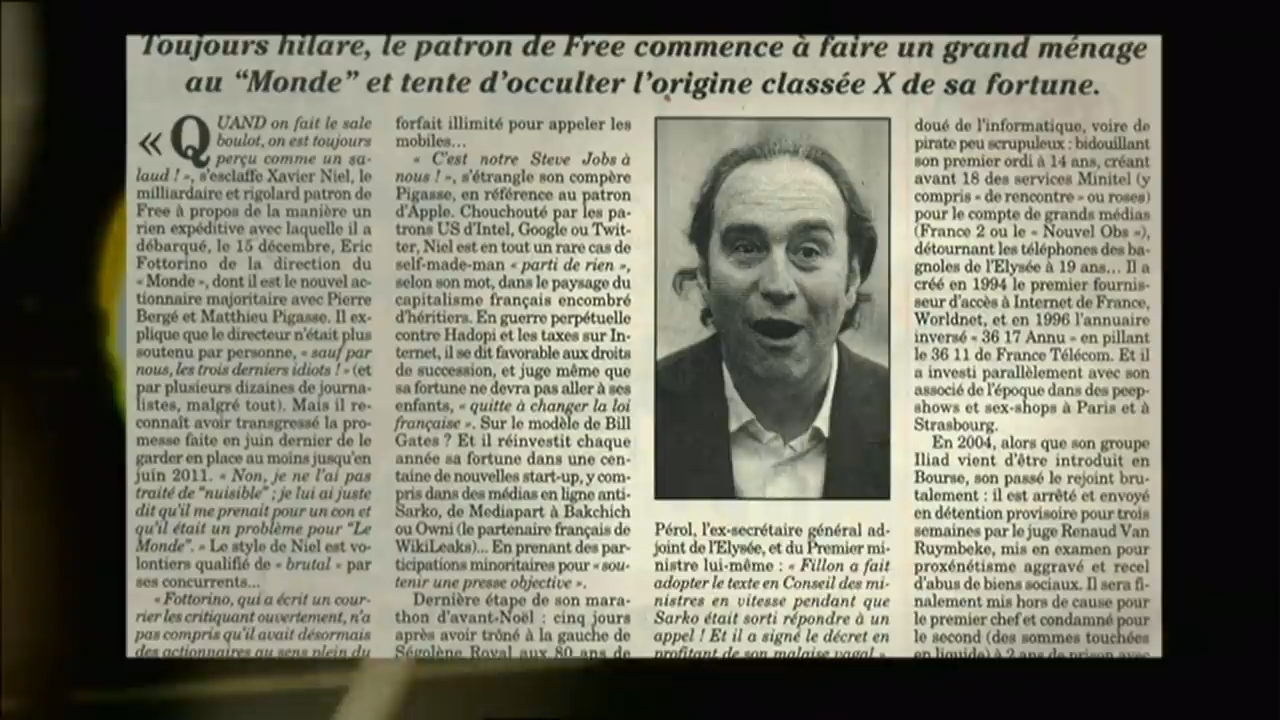 Toujours hilare, le patron de Free commence à faire un grand ménage
au “Monde” et tente d’occulter l’origine classée X de sa fortune.
« QUAND on fait le sale
boulot, on est toujours
perçu comme un sa-
laud ! », s’esclaffe Xavier Niel, le
milliardaire et rigolard patron de
Free à propos de la manière un
rien expéditive avec laquelle il a
débarqué, le 15 décembre, Eric
Fottorino de la direction du
« Monde », dont il est le nouvel ac-
tionnaire majoritaire avec Pierre
Bergé et Matthieu Pigasse. Il ex-
plique que le directeur n’était plus
soutenu par personne, « sauf par
nous, les trois derniers idiots ! » (et
par plusieurs dizaines de journa-
listes, malgré tout). Mais il re-
connaît avoir transgressé la pro-
messe faite en juin dernier de le
garder en place au moins jusqu’en
juin 2011. « Non, je ne l’ai pas
traité de “nuisible” ; je lui ai juste
dit qu’il me prenait pour un con et
qu’il était un problème pour “Le
Monde”. » Le style de Niel est vo-
lontiers qualifié de « brutal » par
ses concurrents...
« Fottorino, qui a écrit un cour-
rier les critiquant ouvertement, n’a
pas compris qu’il avait désormais
des actionnaires au sens plein du
forfait illimité pour appeler les
mobiles...
« C’est notre Steve Jobs à
nous ! », s’étrangle son compère
Pigasse, en référence au patron
d’Apple. Chouchouté par les pa-
trons US d’Intel, Google ou Twit-
ter, Niel est en tout un rare cas de
self-made-man « parti de rien »,
selon son mot, dans le paysage du
capitalisme français encombré
d’héritiers. En guerre perpétuelle
contre Hadopi et les taxes sur In-
ternet, il se dit favorable aux droits
de succession, et juge même que
sa fortune ne devra pas aller à ses
enfants, « quitte à changer la loi
française ». Sur le modèle de Bill
Gates ? Et il réinvestit chaque
année sa fortune dans une cen-
taine de nouvelles start-up, y com-
pris dans des médias en ligne anti-
Sarko, de Mediapart à Bakchich
ou Owni (le partenaire français de
WikiLeaks)... En prenant des par-
ticipations minoritaires pour « sou-
tenir une presse objective ».
Dernière étape de son mara-
thon d’avant-Noël : cinq jours
après avoir trôné à la gauche de
Ségolène Royal aux 80 ans de
Pérol, l’ex-secrétaire général ad-
joint de l’Elysée, et du Premier mi-
nistre lui-même : « Fillon a fait
adopter le texte en Conseil des mi-
nistres en vitesse pendant que
Sarko était sorti répondre à un
appel ! Et il a signé le décret en
profitant de son malaise vagal »
doué de l’informatique, voire de
pirate peu scrupuleux : bidouillant
son premier ordi à 14 ans, créant
avant 18 des services Minitel (y
compris « de rencontre » ou roses)
pour le compte de grands médias
(France 2 ou le « Nouvel Obs »),
détournant les téléphones des ba-
gnoles de l’Elysée à 19 ans... Il a
créé en 1994 le premier fournis-
seur d’accès à Internet de France,
Worldnet, et en 1996 l’annuaire
inversé « 36 17 Annu » en pillant
le 36 11 de France Télécom. Et il
a investi parallèlement avec son
associé de l’époque dans des peep-
shows et sex-shops à Paris et à
Strasbourg.
En 2004, alors que son groupe
Iliad vient d’être introduit en
Bourse, son passé le rejoint bru-
talement : il est arrêté et envoyé
en détention provisoire pour trois
semaines par le juge Renaud Van
Ruymbeke, mis en examen pour
proxénétisme aggravé et recel
d’abus de biens sociaux. Il sera fi-
nalement mis hors de cause pour
le premier chef et condamné pour
le second (des sommes touchées
en liquide) à 2 ans de prison avec